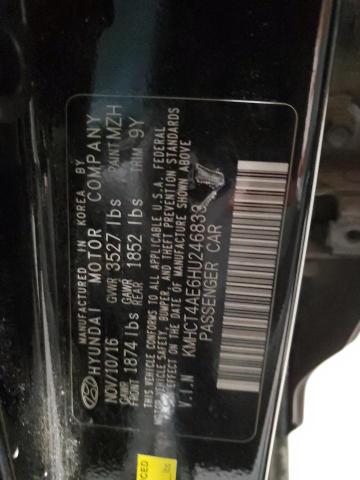 MANUFACTURED IN KOREA BY
HYUNDAI MOTOR COMPANY
NOV/10/16 GVWR 3527 lbs PAINT MZH
GAWR FRONT 1874 lbs GAWR REAR 1852 lbs TRIM 9Y
THIS VEHICLE CONFORMS TO ALL APPLICABLE U.S.A. FEDERAL
MOTOR VEHICLE SAFETY, BUMPER, AND THEFT PREVENTION STANDARDS
IN EFFECT ON THE DATE OF MANUFACTURE SHOWN ABOVE
V.I.N KMHCT4AE6HU246833
PASSENGER CAR
CED
lbs